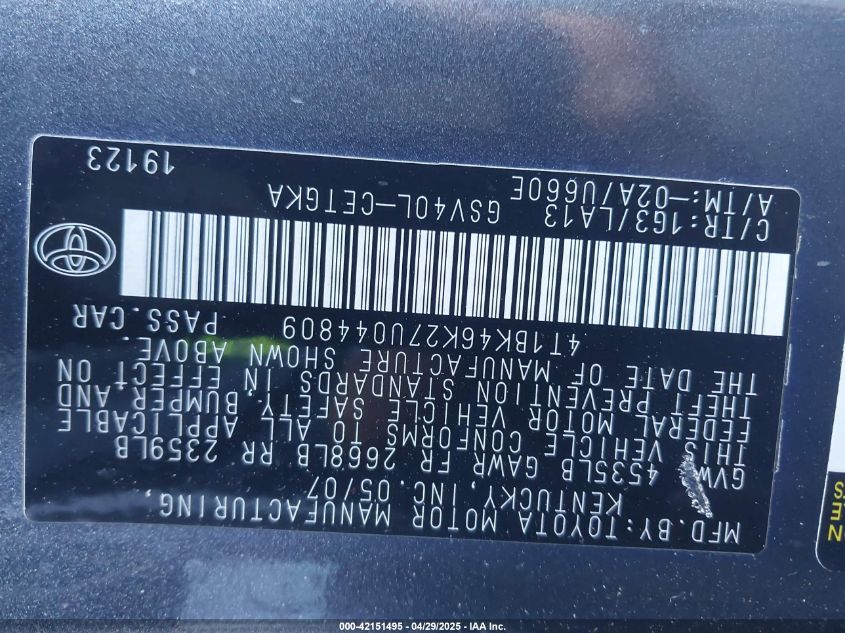 MFD.BY:TOYOTA MOTOR MANUFACTURING,
KENTUCKY,INC.05/07
GVWR 4535LB GAWR FR 2668LB RR 2359LB
THIS VEHICLE CONFORMS TO ALL APPLICABLE
FEDERAL MOTOR VEHICLE SAFETY, BUMPER AND
THEFT PREVENTION STANDARDS IN EFFECT ON
THE DATE OF MANUFACTURE SHOWN ABOVE.
4T1BK46K27U044809 PASS.CAR
C/TR:1G3/LA13 GSV40L-CETGKA
A/TM:-02A/U660E 19123
000-42151495 - 04/29/2025 - IAA Inc.